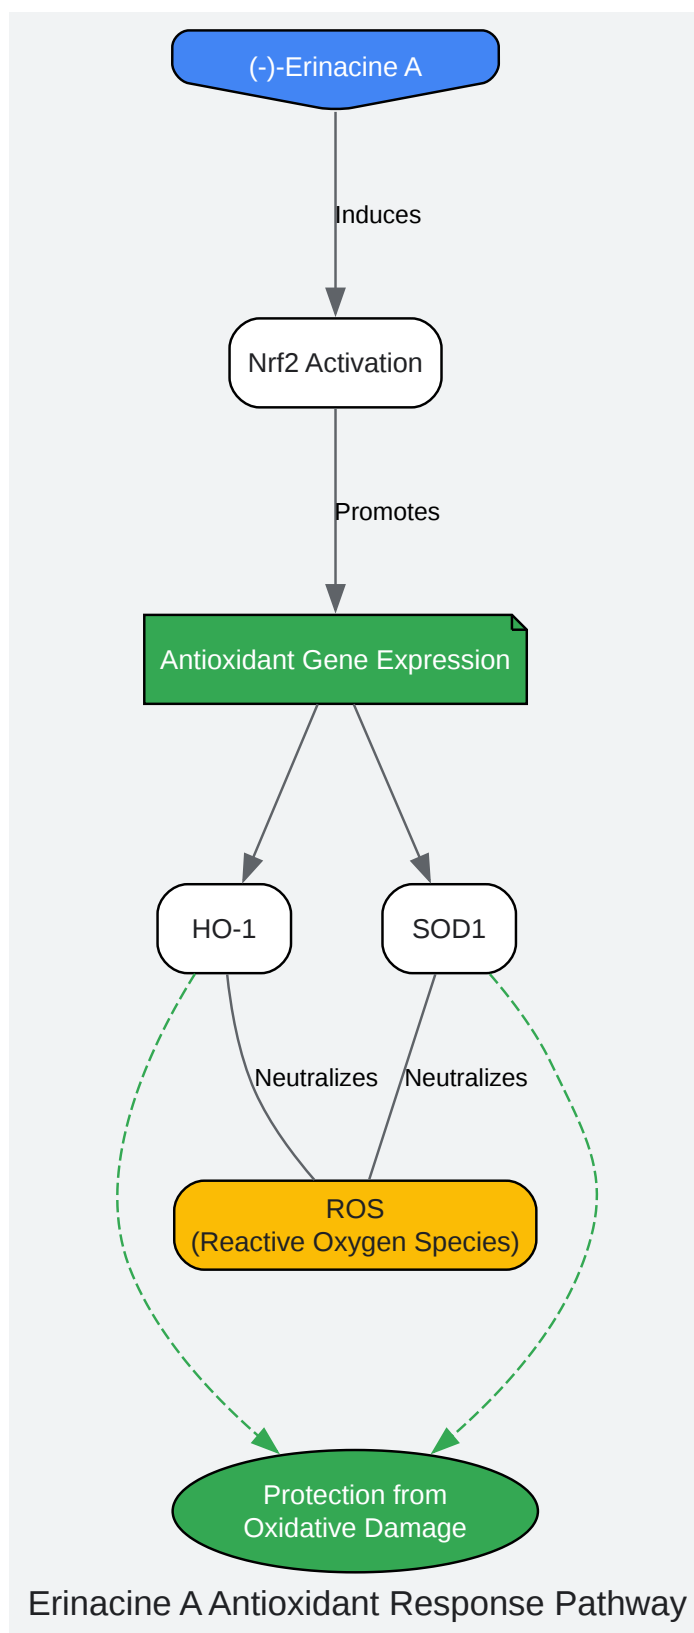 (-)-Erinacine A
Induces
Nrf2 Activation
Promotes
Antioxidant Gene Expression
HO-1
SOD1
Neutralizes
Neutralizes
ROS
(Reactive Oxygen Species)
Protection from
Oxidative Damage
Erinacine A Antioxidant Response Pathway